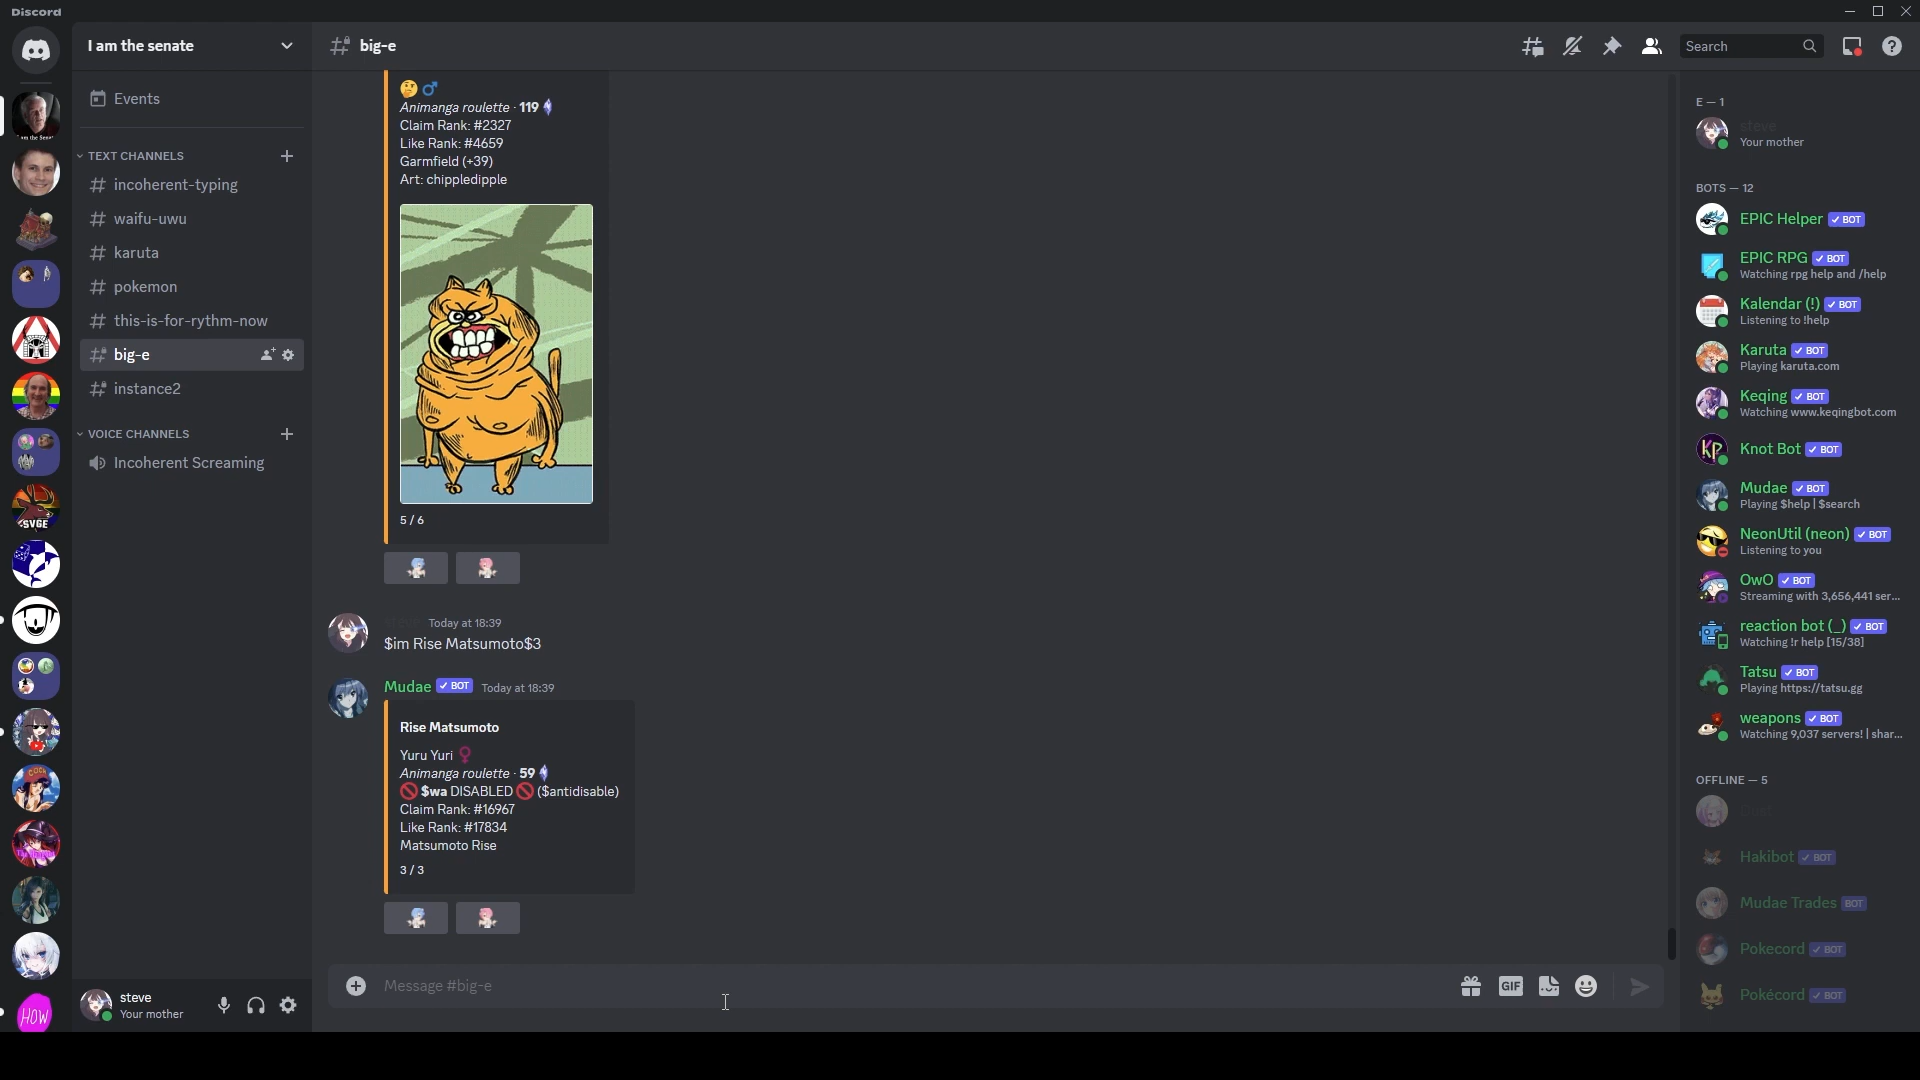 Discord
I am the senate
Events
TEXT CHANNELS
incoherent-typing
waifu-uwu
karuta
pokemon
this-is-for-rythm-now
big-e
instance2
VOICE CHANNELS
Incoherent Screaming
SVGE
HOW
steve
Your mother
big-e
Search
Animanga roulette · 119
Claim Rank: #2327
Like Rank: #4659
Garmfield (+39)
Art: chippledipple
5 / 6
Today at 18:39
$im Rise Matsumoto$3
Mudae ✓ BOT Today at 18:39
Rise Matsumoto
Yuru Yuri
Animanga roulette · 59
$wa DISABLED ($antidisable)
Claim Rank: #16967
Like Rank: #17834
Matsumoto Rise
3 / 3
Message #big-e
GIF
E — 1
steve
Your mother
BOTS — 12
EPIC Helper ✓ BOT
EPIC RPG ✓ BOT
Watching rpg help and /help
Kalendar (!) ✓ BOT
Listening to !help
Karuta ✓ BOT
Playing karuta.com
Keqing ✓ BOT
Watching www.keqingbot.com
Knot Bot ✓ BOT
Mudae ✓ BOT
Playing $help | $search
NeonUtil (neon) ✓ BOT
Listening to you
OwO ✓ BOT
Streaming with 3,656,441 ser...
reaction bot (_) ✓ BOT
Watching !r help [15/38]
Tatsu ✓ BOT
Playing https://tatsu.gg
weapons ✓ BOT
Watching 9,037 servers! | shar...
OFFLINE — 5
Hakibot ✓ BOT
Mudae Trades BOT
Pokecord ✓ BOT
Pokécord ✓ BOT